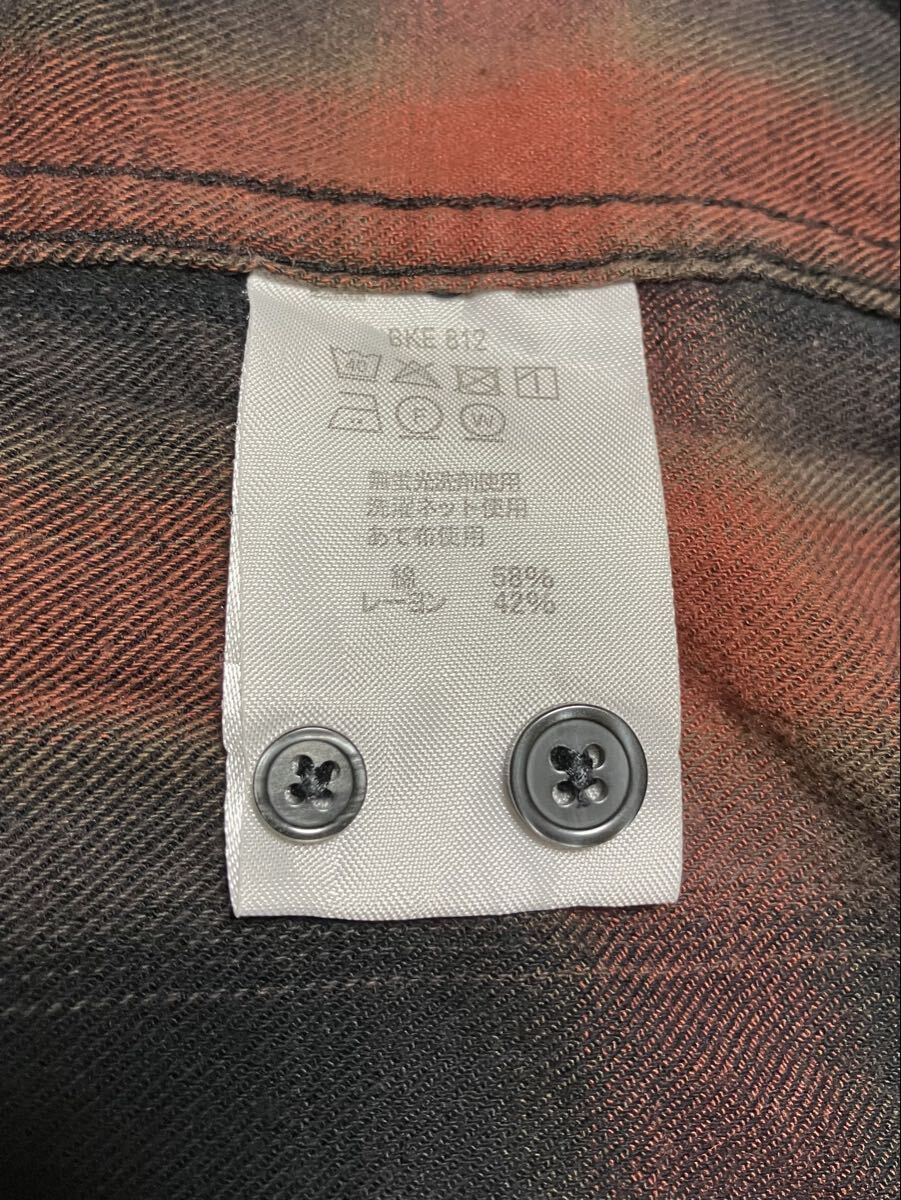 BKE 812
40
F W
無蛍光洗剤使用
洗濯ネット使用
あて布使用
綿 58%
レーヨン 42%